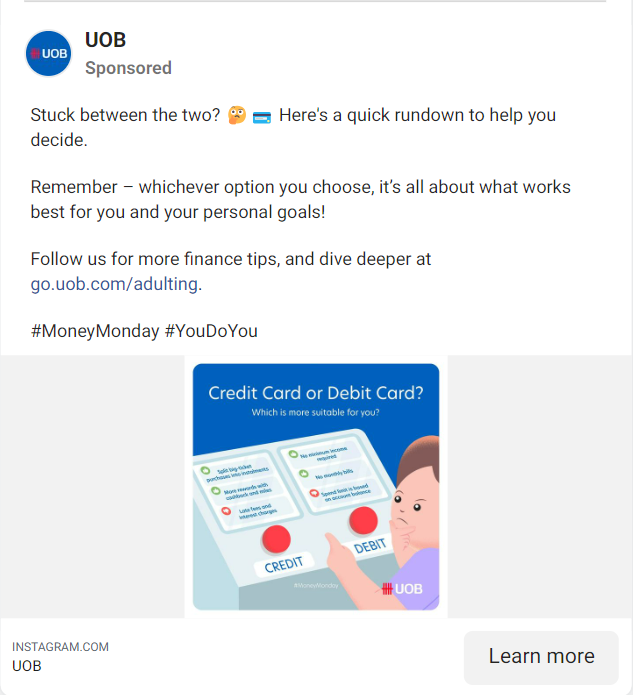 UOB
UOB
Sponsored
Stuck between the two? 🤔 💳 Here's a quick rundown to help you
decide.
Remember – whichever option you choose, it’s all about what works
best for you and your personal goals!
Follow us for more finance tips, and dive deeper at
go.uob.com/adulting.
#MoneyMonday #YouDoYou
Credit Card or Debit Card?
Which is more suitable for you?
Split big-ticket
purchases into instalments
More rewards with
cashback and miles
Late fees and
interest charges
No minimum income
required
No monthly bills
Spend limit is based
on account balance
CREDIT
DEBIT
#MoneyMonday
UOB
INSTAGRAM.COM
UOB
Learn more